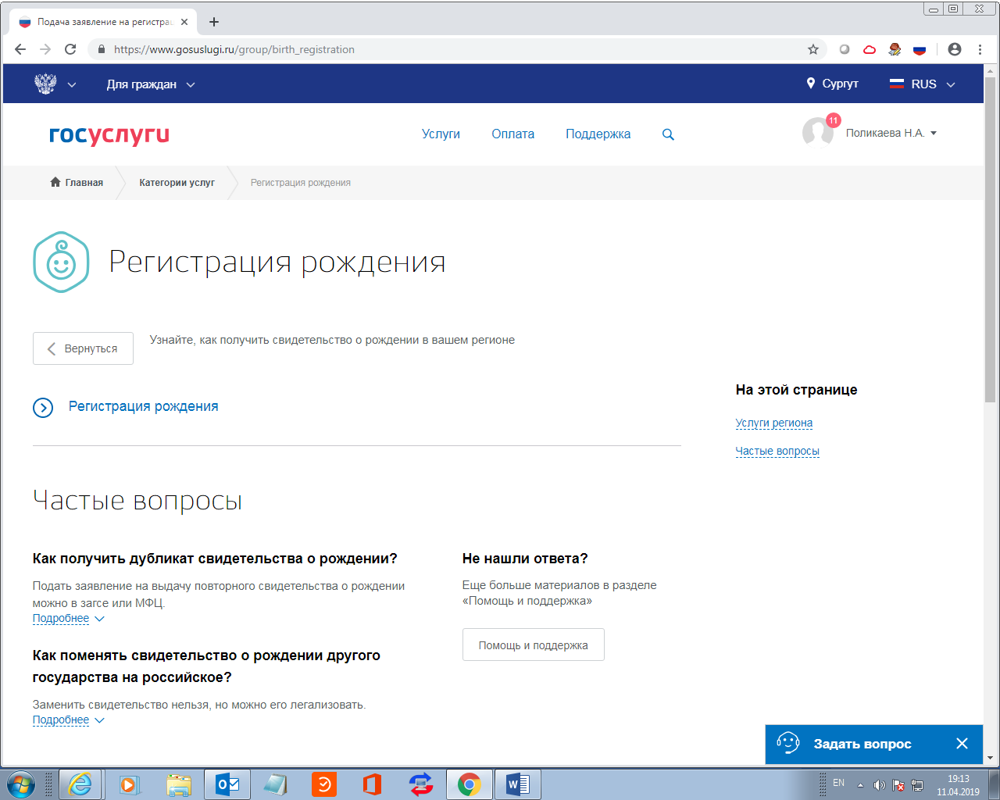 Подача заявление на регистрац
https://www.gosuslugi.ru/group/birth_registration
Для граждан
Сургут
RUS
госуслуги
Услуги
Оплата
Поддержка
11
Поликаева Н.А.
Главная
Категории услуг
Регистрация рождения
Регистрация рождения
Вернуться
Узнайте, как получить свидетельство о рождении в вашем регионе
Регистрация рождения
На этой странице
Услуги региона
Частые вопросы
Частые вопросы
Как получить дубликат свидетельства о рождении?
Подать заявление на выдачу повторного свидетельства о рождении
можно в загсе или МФЦ.
Подробнее
Как поменять свидетельство о рождении другого
государства на российское?
Заменить свидетельство нельзя, но можно его легализовать.
Подробнее
Не нашли ответа?
Еще больше материалов в разделе
«Помощь и поддержка»
Помощь и поддержка
Задать вопрос
EN
19:13
11.04.2019